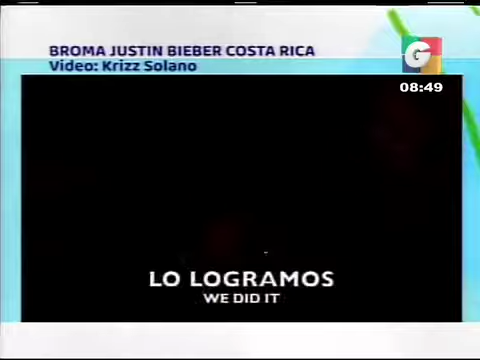 BROMA JUSTIN BIEBER COSTA RICA
Video: Krizz Solano
G
08:49
LO LOGRAMOS
WE DID IT